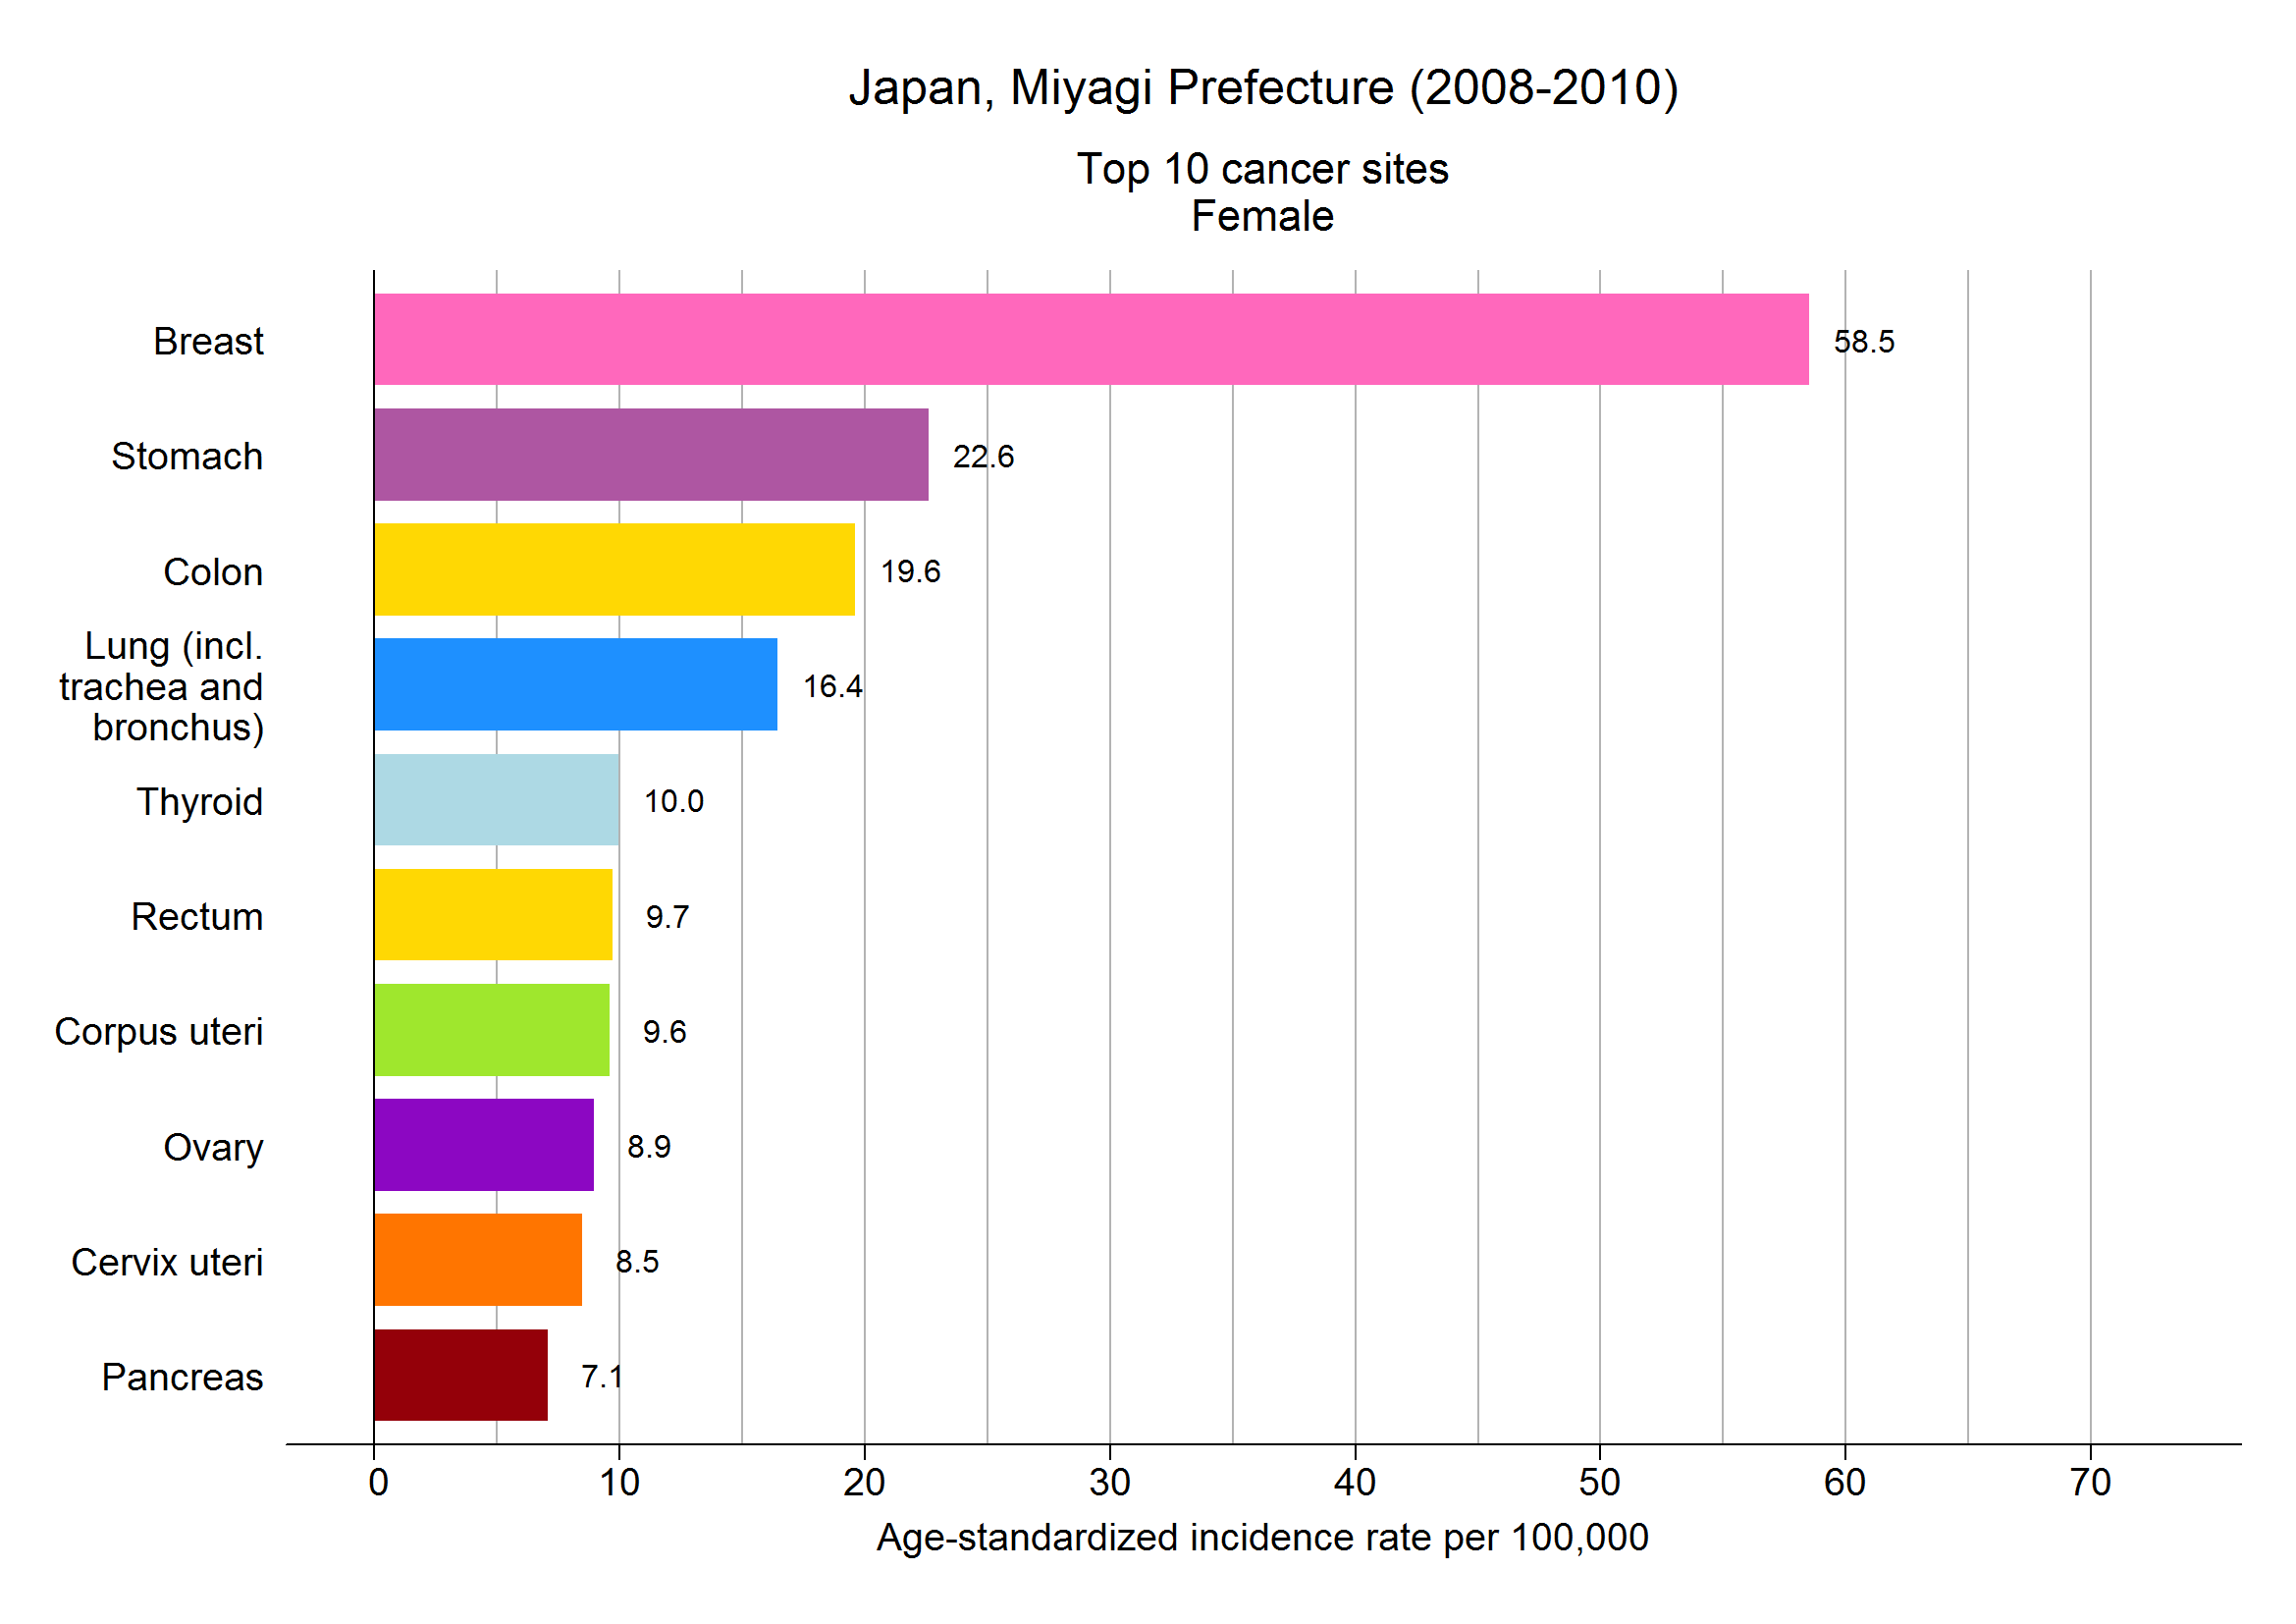 Japan, Miyagi Prefecture (2008-2010)
Top 10 cancer sites
Female
Breast 58.5
Stomach 22.6
Colon 19.6
Lung (incl.
trachea and 16.4
bronchus)
Thyroid 10.0
Rectum 9.7
Corpus uteri 9.6
Ovary 8.9
Cervix uteri 8.5
Pancreas 7.1
0 10 20 30 40 50 60 70
Age-standardized incidence rate per 100,000